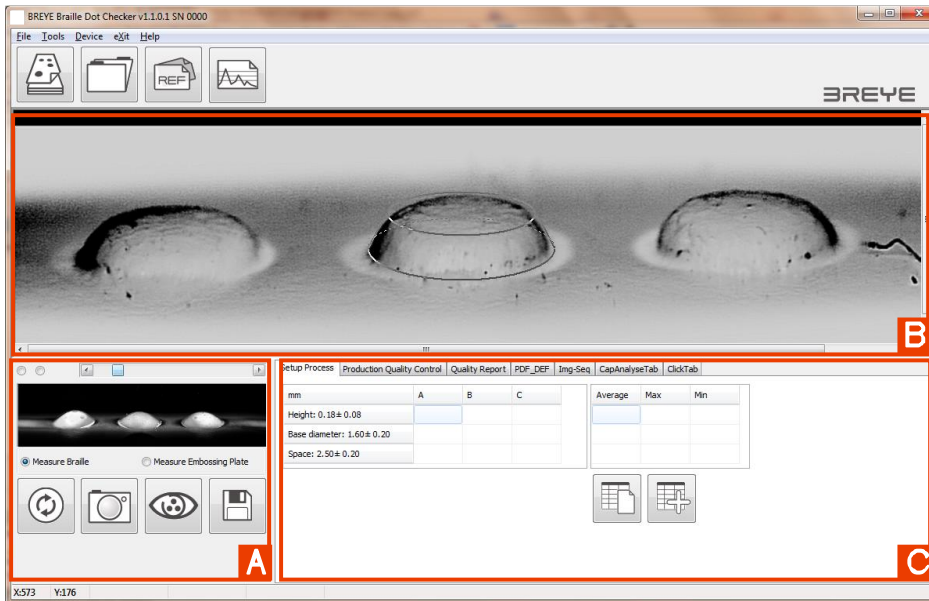 BREYE Braille Dot Checker v1.1.0.1 SN 0000
File Tools Device eXit Help
REF
BREYE
B
Setup Process Production Quality Control Quality Report PDF_DEF Img-Seq CapAnalyseTab ClickTab
mm A B C Average Max Min
Height: 0.18± 0.08
Base diameter: 1.60± 0.20
Space: 2.50± 0.20
Measure Braille Measure Embossing Plate
A
C
X:573 Y:176